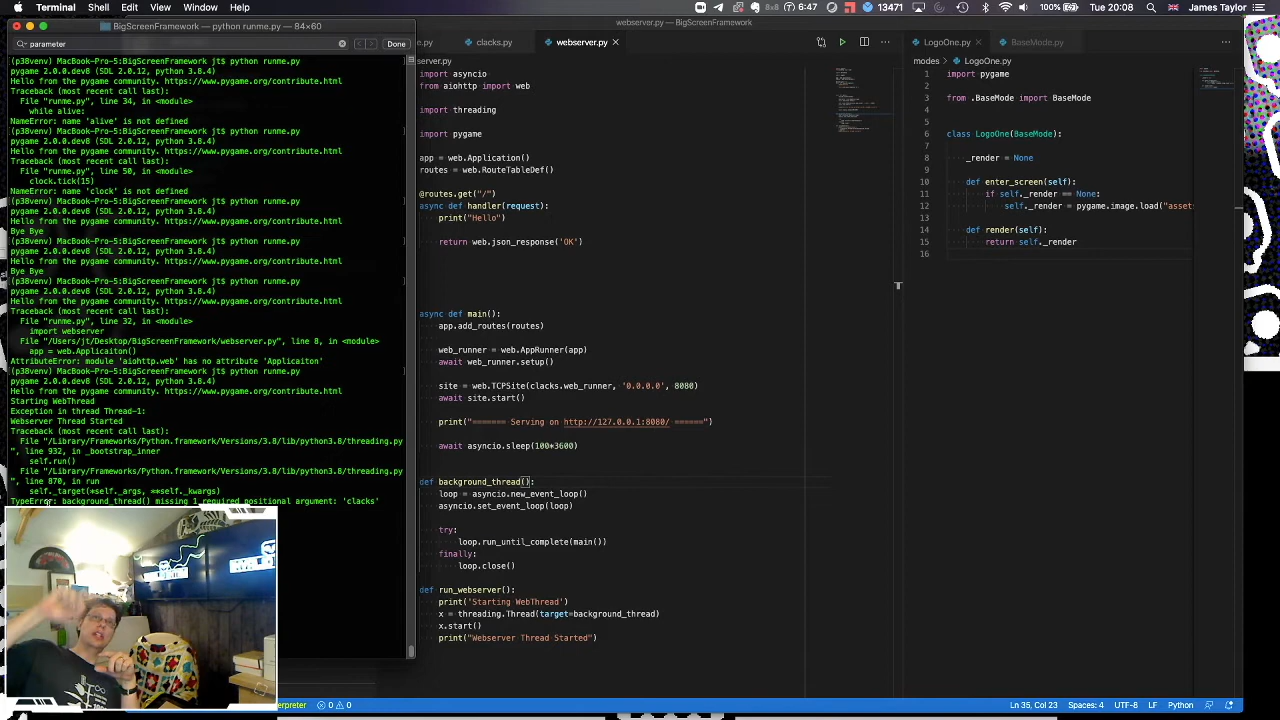 Terminal Shell Edit View Window Help
6:47 13471 100% Tue 20:08 James Taylor
BigScreenFramework — python runme.py — 84×60
parameter Done
(p38venv) MacBook-Pro-5:BigScreenFramework jt$ python runme.py
pygame 2.0.0.dev8 (SDL 2.0.12, python 3.8.4)
Hello from the pygame community. https://www.pygame.org/contribute.html
Traceback (most recent call last):
File "runme.py", line 34, in <module>
while alive:
NameError: name 'alive' is not defined
(p38venv) MacBook-Pro-5:BigScreenFramework jt$ python runme.py
pygame 2.0.0.dev8 (SDL 2.0.12, python 3.8.4)
Hello from the pygame community. https://www.pygame.org/contribute.html
Traceback (most recent call last):
File "runme.py", line 50, in <module>
clock.tick(15)
NameError: name 'clock' is not defined
(p38venv) MacBook-Pro-5:BigScreenFramework jt$ python runme.py
pygame 2.0.0.dev8 (SDL 2.0.12, python 3.8.4)
Hello from the pygame community. https://www.pygame.org/contribute.html
Bye Bye
(p38venv) MacBook-Pro-5:BigScreenFramework jt$ python runme.py
pygame 2.0.0.dev8 (SDL 2.0.12, python 3.8.4)
Hello from the pygame community. https://www.pygame.org/contribute.html
Bye Bye
(p38venv) MacBook-Pro-5:BigScreenFramework jt$ python runme.py
pygame 2.0.0.dev8 (SDL 2.0.12, python 3.8.4)
Hello from the pygame community. https://www.pygame.org/contribute.html
Traceback (most recent call last):
File "runme.py", line 32, in <module>
import webserver
File "/Users/jt/Desktop/BigScreenFramework/webserver.py", line 8, in <module>
app = web.Applicaiton()
AttributeError: module 'aiohttp.web' has no attribute 'Applicaiton'
(p38venv) MacBook-Pro-5:BigScreenFramework jt$ python runme.py
pygame 2.0.0.dev8 (SDL 2.0.12, python 3.8.4)
Hello from the pygame community. https://www.pygame.org/contribute.html
Starting WebThread
Exception in thread Thread-1:
Webserver Thread Started
Traceback (most recent call last):
File "/Library/Frameworks/Python.framework/Versions/3.8/lib/python3.8/threading.py
", line 932, in _bootstrap_inner
self.run()
File "/Library/Frameworks/Python.framework/Versions/3.8/lib/python3.8/threading.py
", line 870, in run
self._target(*self._args, **self._kwargs)
TypeError: background_thread() missing 1 required positional argument: 'clacks'
webserver.py — BigScreenFramework
e.py clacks.py webserver.py
server.py
import asyncio
from aiohttp import web
import threading
import pygame
app = web.Application()
routes = web.RouteTableDef()
@routes.get("/")
async def handler(request):
print("Hello")
return web.json_response('OK')
async def main():
app.add_routes(routes)
web_runner = web.AppRunner(app)
await web_runner.setup()
site = web.TCPSite(clacks.web_runner, '0.0.0.0', 8080)
await site.start()
print("======= Serving on http://127.0.0.1:8080/ ======")
await asyncio.sleep(100*3600)
def background_thread():
loop = asyncio.new_event_loop()
asyncio.set_event_loop(loop)
try:
loop.run_until_complete(main())
finally:
loop.close()
def run_webserver():
print('Starting WebThread')
x = threading.Thread(target=background_thread)
x.start()
print("Webserver Thread Started")
LogoOne.py BaseMode.py
modes > LogoOne.py
1 import pygame
2
3 from .BaseMode import BaseMode
4
5
6 class LogoOne(BaseMode):
7
8 _render = None
9
10 def enter_screen(self):
11 if self._render == None:
12 self._render = pygame.image.load("assets
13
14 def render(self):
15 return self._render
16
terpreter 0 0 Ln 35, Col 23 Spaces: 4 UTF-8 LF Python